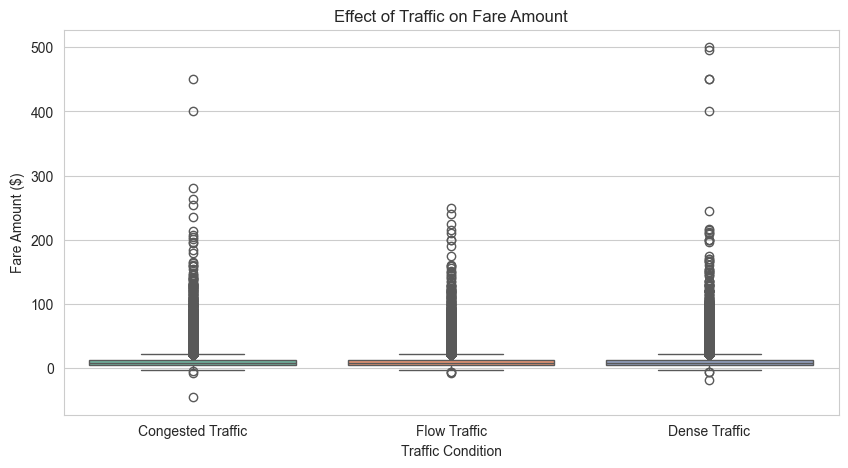 Effect of Traffic on Fare Amount
Fare Amount ($)
500
400
300
200
100
0
Congested Traffic
Flow Traffic
Dense Traffic
Traffic Condition